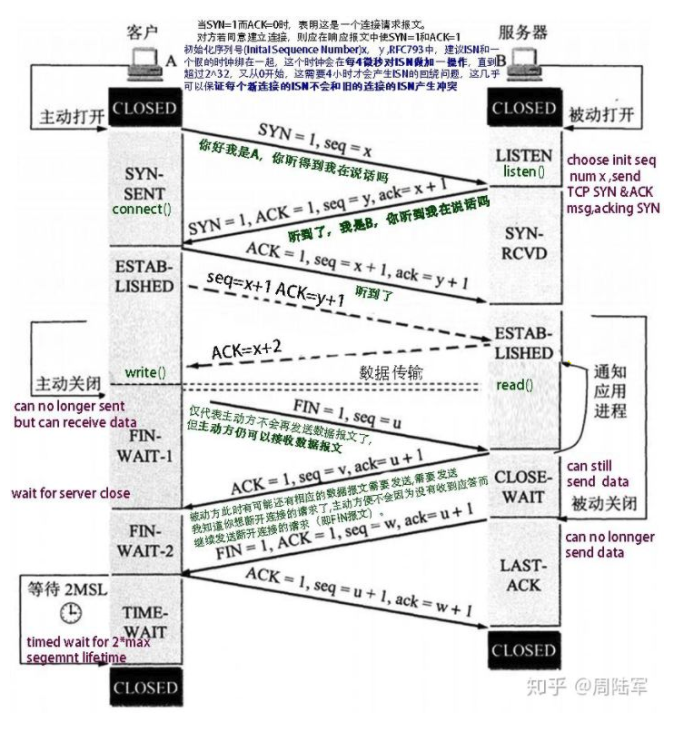 当SYN=1而ACK=0时，表明这是一个连接请求报文。
对方若同意建立连接，则应在响应报文中使SYN=1和ACK=1
初始化序列号(Inital Sequence Number)x, y,RFC793中，建议ISN和一
个假的时钟绑在一起，这个时钟会在每4微秒对ISN做加一操作，直到
超过2^32，又从0开始，这需要4小时才会产生ISN的回绕问题，这几乎
可以保证每个新连接的ISN不会和旧的连接的ISN产生冲突
客户
A
服务器
B
CLOSED
CLOSED
主动打开
被动打开
SYN = 1, seq = x
你好我是A，你听得到我在说话吗
SYN-
SENT
connect()
LISTEN
listen()
choose init seq
num x ,send
TCP SYN &ACK
msg,acking SYN
SYN = 1, ACK = 1, seq = y, ack= x + 1
听到了，我是B，你听到我在说话吗
SYN-
RCVD
ACK = 1, seq = x + 1, ack = y + 1
听到了
ESTAB-
LISHED
seq=x+1 ACK=y+1
ESTAB-
LISHED
ACK=x+2
write()
read()
数据传输
主动关闭
通知
应用
进程
can no longer sent
but can receive data
FIN = 1, seq = u
仅代表主动方不会再发送数据报文了，
但主动方仍可以接收数据报文
FIN-
WAIT-1
ACK = 1, seq = v, ack= u + 1
CLOSE-
WAIT
can still
send data
被动关闭
wait for server close
被动方此时有可能还有相应的数据报文需要发送,需要发送
我知道你想断开连接的请求了,主动方便不会因为没有收到应答而
继续发送断开连接的请求（即FIN报文）。
FIN-
WAIT-2
FIN = 1, ACK = 1, seq = w, ack= u + 1
can no lonnger
send data
LAST-
ACK
ACK = 1, seq = u + 1, ack = w + 1
等待 2MSL
TIME-
WAIT
timed wait for 2*max
segemnt lifetime
CLOSED
CLOSED
知乎 @周陆军